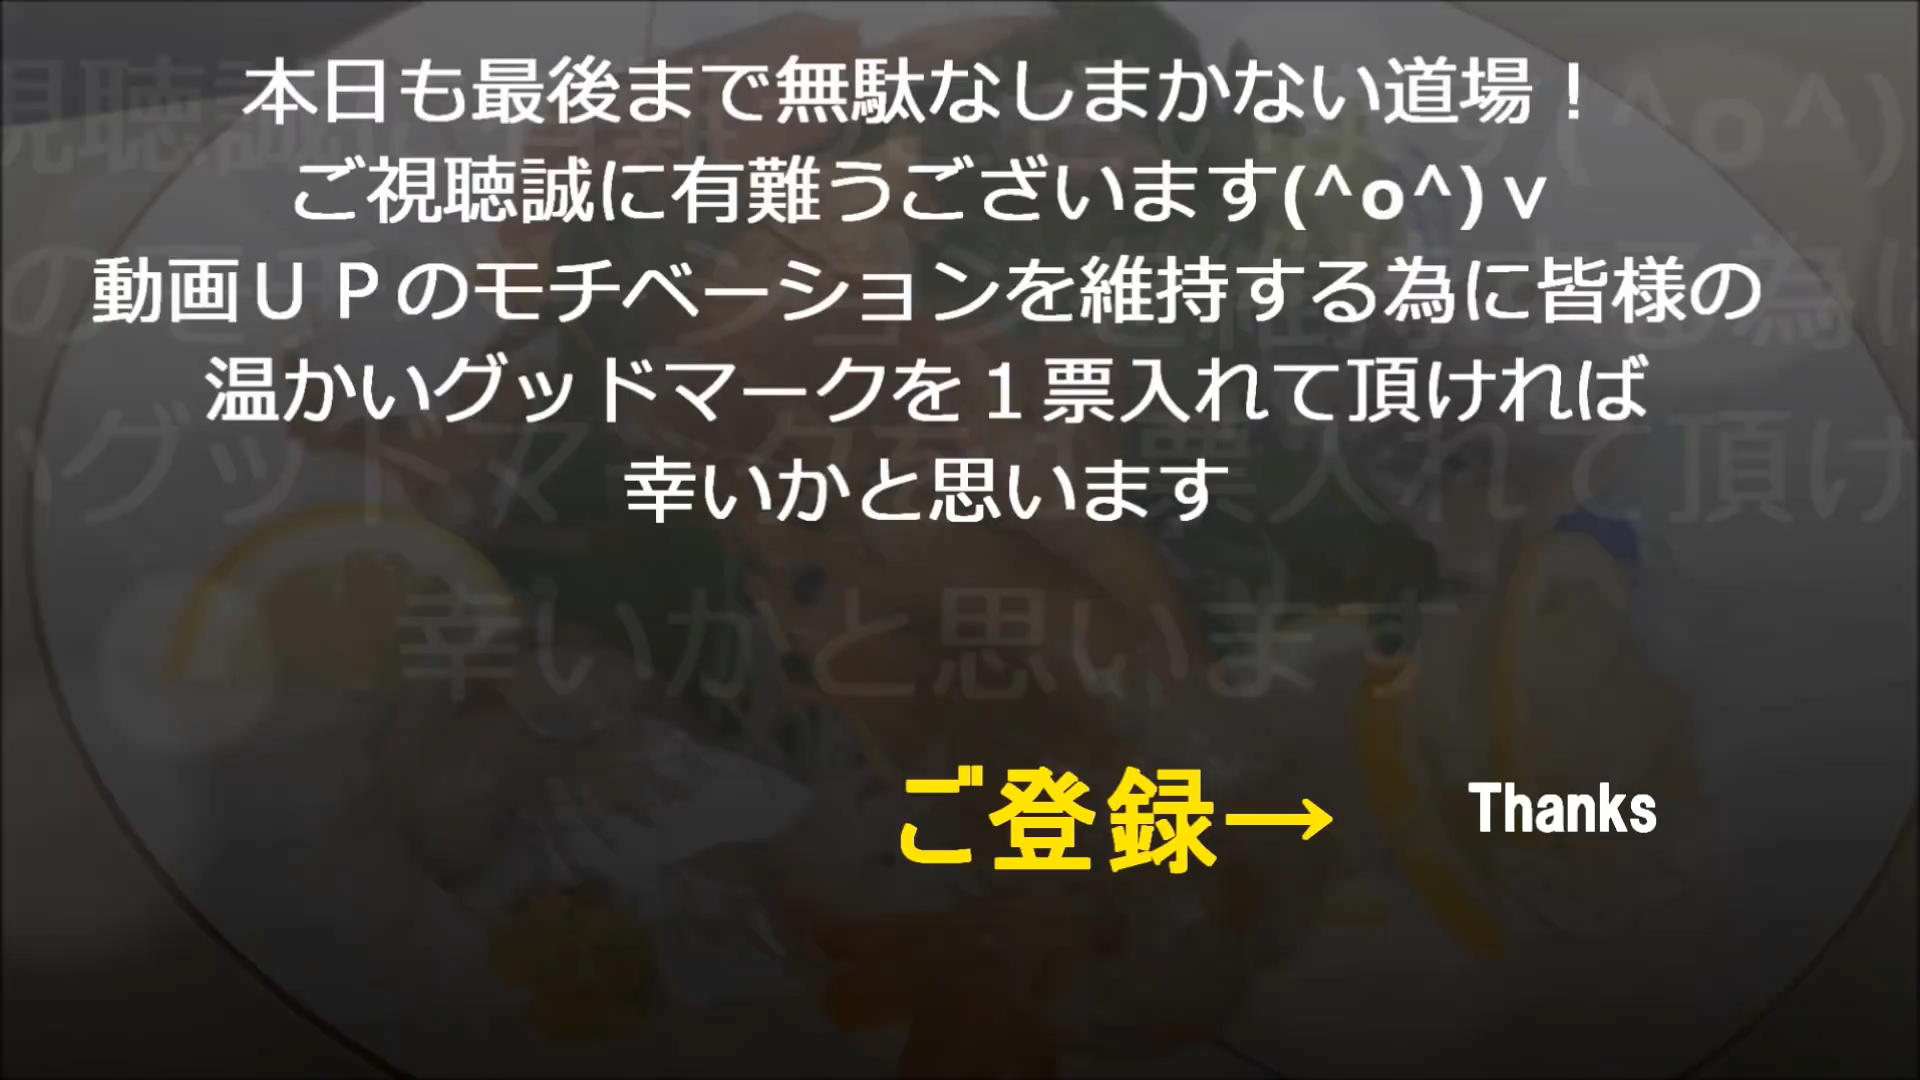 本日も最後まで無駄なしまかない道場！
ご視聴誠に有難うございます(^o^)ｖ
動画ＵＰのモチベーションを維持する為に皆様の
温かいグッドマークを１票入れて頂ければ
幸いかと思います
ご登録→
Thanks